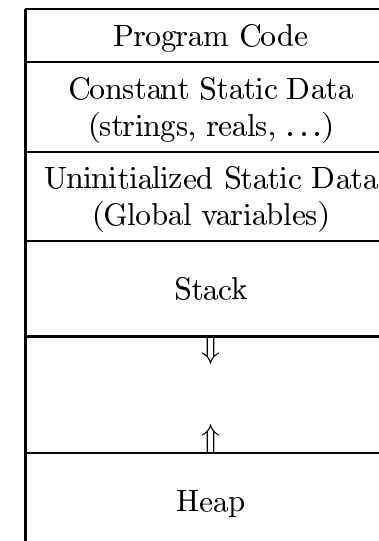 Program Code
Constant Static Data
(strings, reals, ...)
Uninitialized Static Data
(Global variables)
Stack
⇓
⇑
Heap